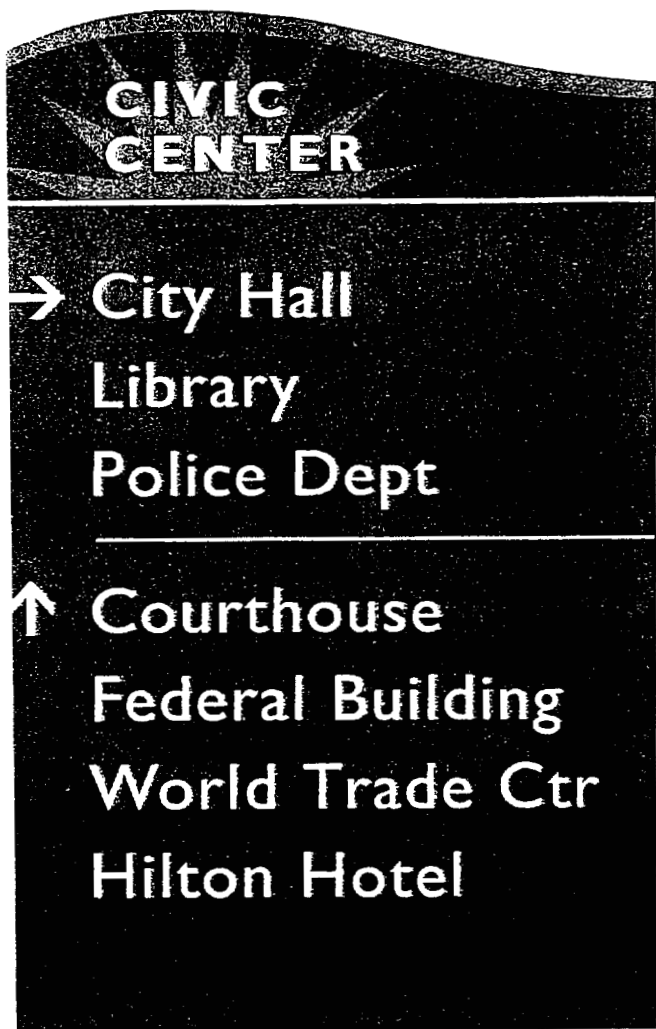 CIVIC
CENTER
→ City Hall
Library
Police Dept
↑ Courthouse
Federal Building
World Trade Ctr
Hilton Hotel